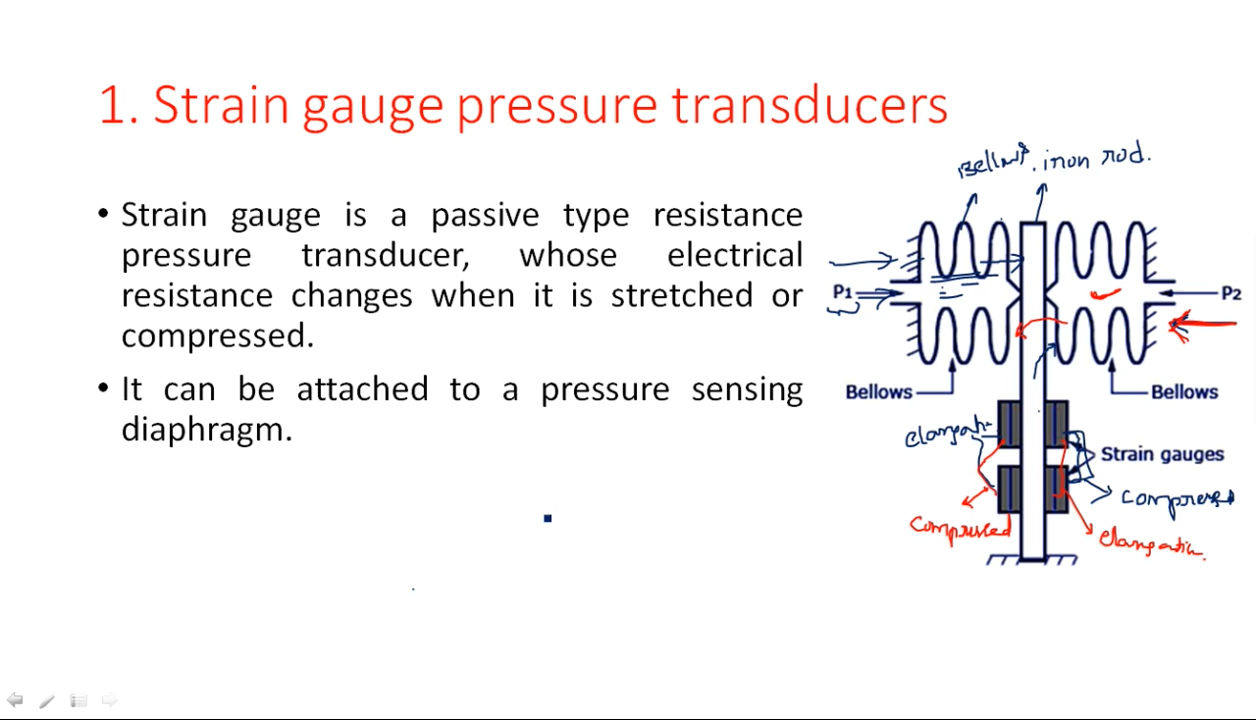 1. Strain gauge pressure transducers
• Strain gauge is a passive type resistance
pressure transducer, whose electrical
resistance changes when it is stretched or
compressed.
• It can be attached to a pressure sensing
diaphragm.
iron rod.
P1
P2
Bellows
Bellows
Strain gauges
Compressed
Elongation.